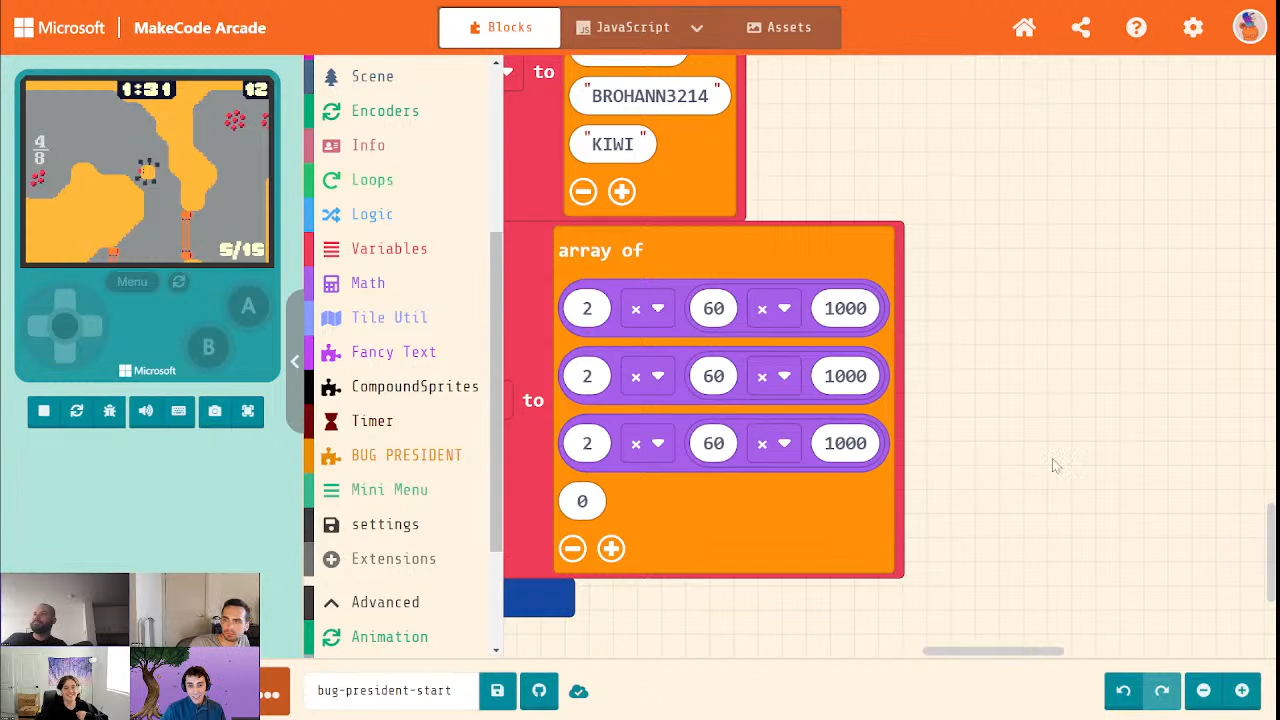 Microsoft
MakeCode Arcade
Blocks
JS JavaScript
Assets
1:31
12
4
8
5/15
Menu
A
B
Microsoft
Scene
Encoders
Info
Loops
Logic
Variables
Math
Tile Util
Fancy Text
CompoundSprites
Timer
BUG PRESIDENT
Mini Menu
settings
Extensions
Advanced
Animation
to
"BROHANN3214"
"KIWI"
array of
2 × 60 × 1000
2 × 60 × 1000
to
2 × 60 × 1000
0
bug-president-start